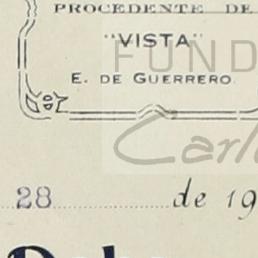 PROCEDENTE DE
"VISTA"
E. DE GUERRERO.
FUND
Carl
28 de 19